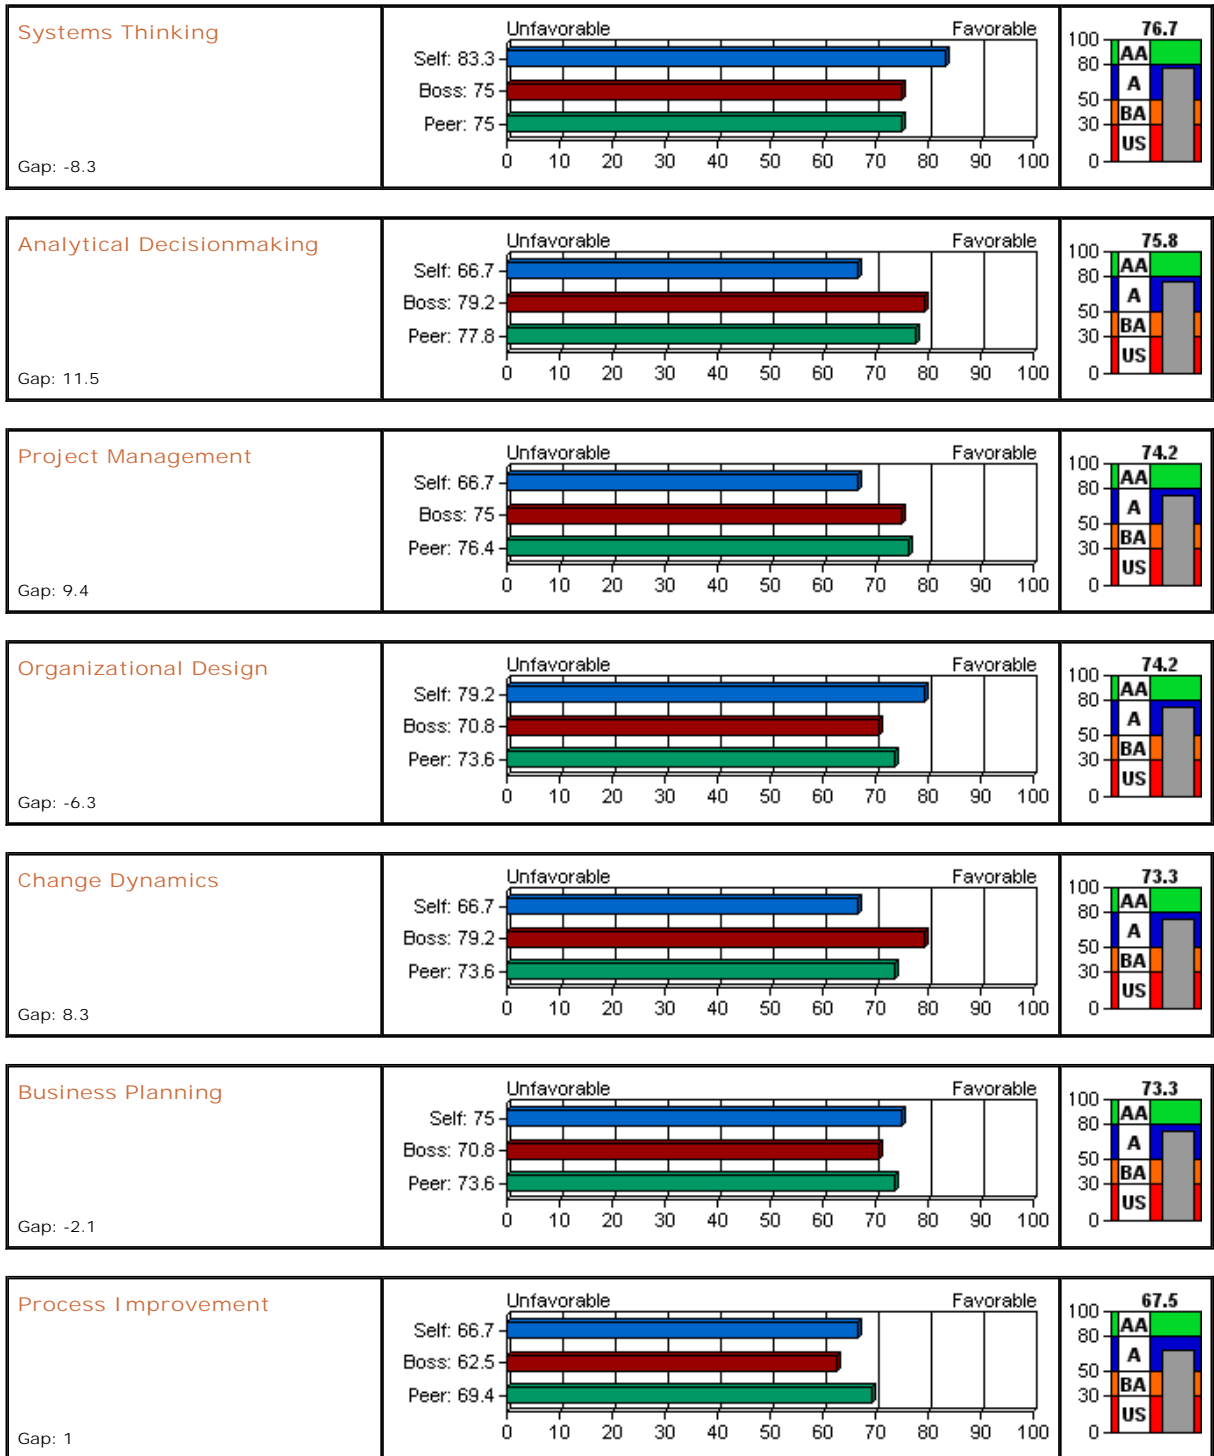 Systems Thinking
Gap: -8.3
Unfavorable Favorable
Self: 83.3
Boss: 75
Peer: 75
0 10 20 30 40 50 60 70 80 90 100
76.7
100 AA
80
A
50
BA
30
US
0
Analytical Decisionmaking
Gap: 11.5
Unfavorable Favorable
Self: 66.7
Boss: 79.2
Peer: 77.8
0 10 20 30 40 50 60 70 80 90 100
75.8
100 AA
80
A
50
BA
30
US
0
Project Management
Gap: 9.4
Unfavorable Favorable
Self: 66.7
Boss: 75
Peer: 76.4
0 10 20 30 40 50 60 70 80 90 100
74.2
100 AA
80
A
50
BA
30
US
0
Organizational Design
Gap: -6.3
Unfavorable Favorable
Self: 79.2
Boss: 70.8
Peer: 73.6
0 10 20 30 40 50 60 70 80 90 100
74.2
100 AA
80
A
50
BA
30
US
0
Change Dynamics
Gap: 8.3
Unfavorable Favorable
Self: 66.7
Boss: 79.2
Peer: 73.6
0 10 20 30 40 50 60 70 80 90 100
73.3
100 AA
80
A
50
BA
30
US
0
Business Planning
Gap: -2.1
Unfavorable Favorable
Self: 75
Boss: 70.8
Peer: 73.6
0 10 20 30 40 50 60 70 80 90 100
73.3
100 AA
80
A
50
BA
30
US
0
Process Improvement
Gap: 1
Unfavorable Favorable
Self: 66.7
Boss: 62.5
Peer: 69.4
0 10 20 30 40 50 60 70 80 90 100
67.5
100 AA
80
A
50
BA
30
US
0